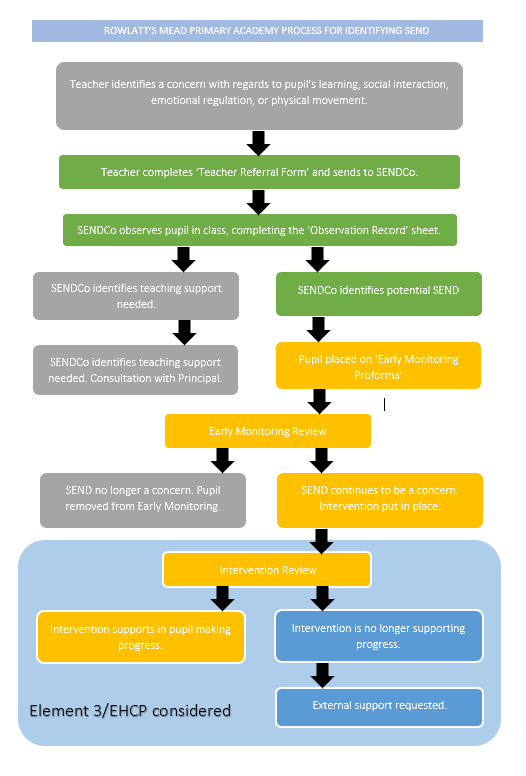 ROWLATT'S MEAD PRIMARY ACADEMY PROCESS FOR IDENTIFYING SEND
Teacher identifies a concern with regards to pupil's learning, social interaction,
emotional regulation, or physical movement.
Teacher completes 'Teacher Referral Form' and sends to SENDCo.
SENDCo observes pupil in class, completing the 'Observation Record' sheet.
SENDCo identifies teaching support
needed.
SENDCo identifies potential SEND
SENDCo identifies teaching support
needed. Consultation with Principal.
Pupil placed on 'Early Monitoring
Proforma'
Early Monitoring Review
SEND no longer a concern. Pupil
removed from Early Monitoring.
SEND continues to be a concern.
Intervention put in place.
Intervention Review
Intervention supports in pupil making
progress.
Intervention is no longer supporting
progress.
External support requested.
Element 3/EHCP considered